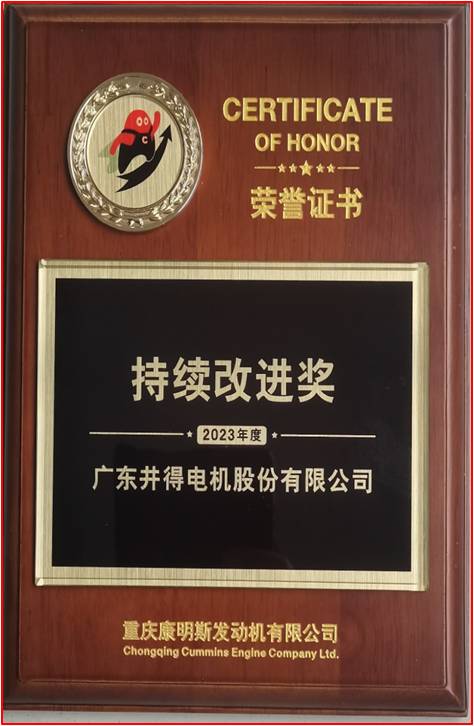 CERTIFICATE
OF HONOR
荣誉证书
持续改进奖
2023年度
广东井得电机股份有限公司
重庆康明斯发动机有限公司
Chongqing Cummins Engine Company Ltd.